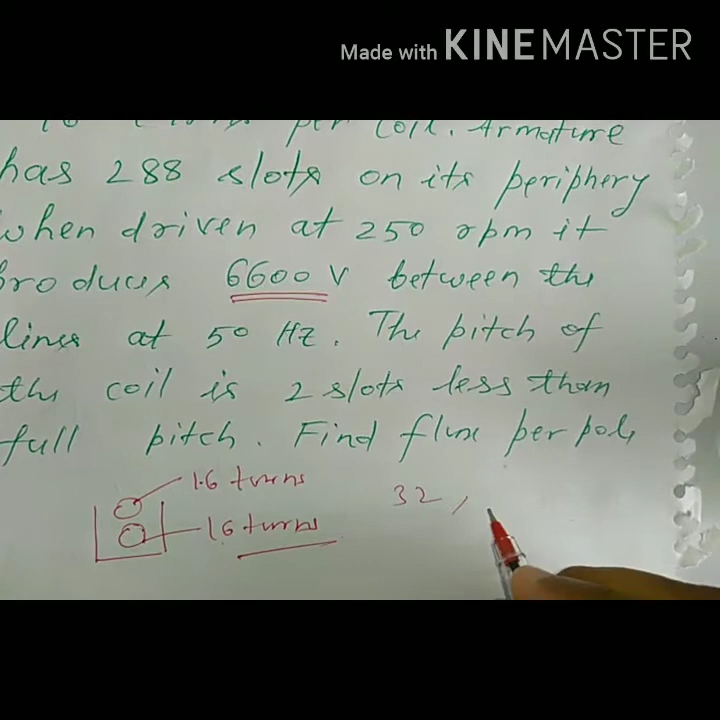 Made with KINEMASTER
per coil. Armature
has 288 slots on its periphery
when driven at 250 rpm it
produces 6600 V between the
lines at 50 Hz. The pitch of
the coil is 2 slots less than
full pitch. Find flux per pole
16 turns
32,
16 turns